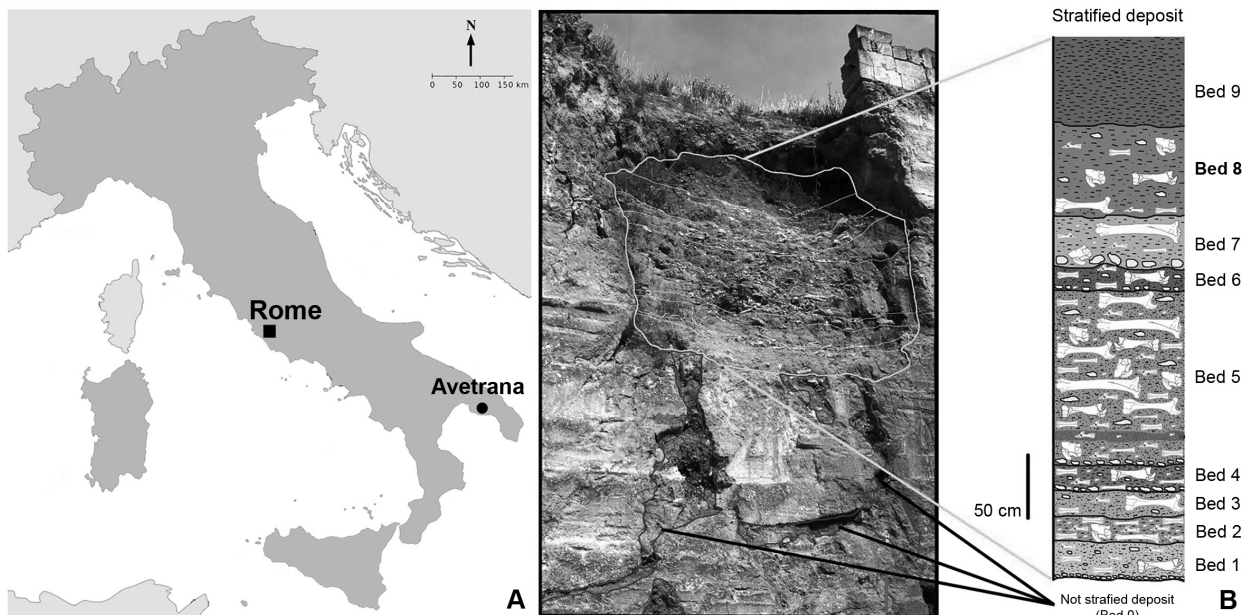 N
0 50 100 150 km
Rome
Avetrana
A
Stratified deposit
Bed 9
Bed 8
Bed 7
Bed 6
Bed 5
Bed 4
50 cm
Bed 3
Bed 2
Bed 1
Not strafied deposit
(Bed 0)
B